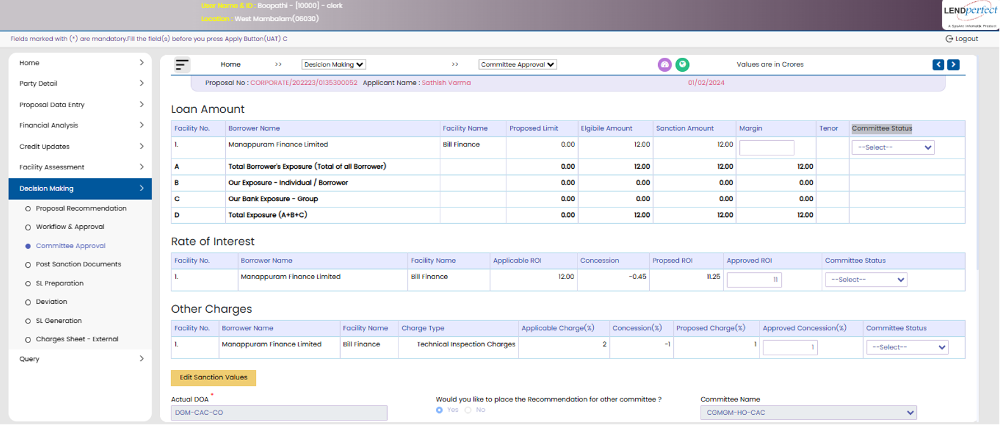 User Name & ID : Boopathi - [10000] - clerk
Location : West Mambalam(06030)
LENDperfect
A Sysarc Infomatix Product
Fields marked with (*) are mandatory.Fill the field(s) before you press Apply Button(UAT) C
Logout
Home >> Desicion Making >> Committee Approval Values are in Crores
Proposal No : CORPORATE/202223/0135300052 Applicant Name : Sathish Varma 01/02/2024
Home
Party Detail
Proposal Data Entry
Financial Analysis
Credit Updates
Facility Assessment
Decision Making
Proposal Recommendation
Workflow & Approval
Committee Approval
Post Sanction Documents
SL Preparation
Deviation
SL Generation
Charges Sheet - External
Query
Loan Amount
Facility No. Borrower Name Facility Name Proposed Limit Elgibile Amount Sanction Amount Margin Tenor Committee Status
1. Manappuram Finance Limited Bill Finance 0.00 12.00 12.00 --Select--
A Total Borrower's Exposure (Total of all Borrower) 0.00 12.00 12.00 12.00
B Our Exposure - Individual / Borrower 0.00 0.00 0.00 0.00
C Our Bank Exposure - Group 0.00 0.00 0.00 0.00
D Total Exposure (A+B+C) 0.00 12.00 12.00 12.00
Rate of Interest
Facility No. Borrower Name Facility Name Applicable ROI Concession Propsed ROI Approved ROI Committee Status
1. Manappuram Finance Limited Bill Finance 12.00 -0.45 11.25 11 --Select--
Other Charges
Facility No. Borrower Name Facility Name Charge Type Applicable Charge(%) Concession(%) Proposed Charge(%) Approved Concession(%) Committee Status
1. Manappuram Finance Limited Bill Finance Technical Inspection Charges 2 -1 1 1 --Select--
Edit Sanction Values
Actual DOA * Would you like to place the Recommendation for other committee ? Committee Name
DGM-CAC-CO Yes No CGMGM-HO-CAC